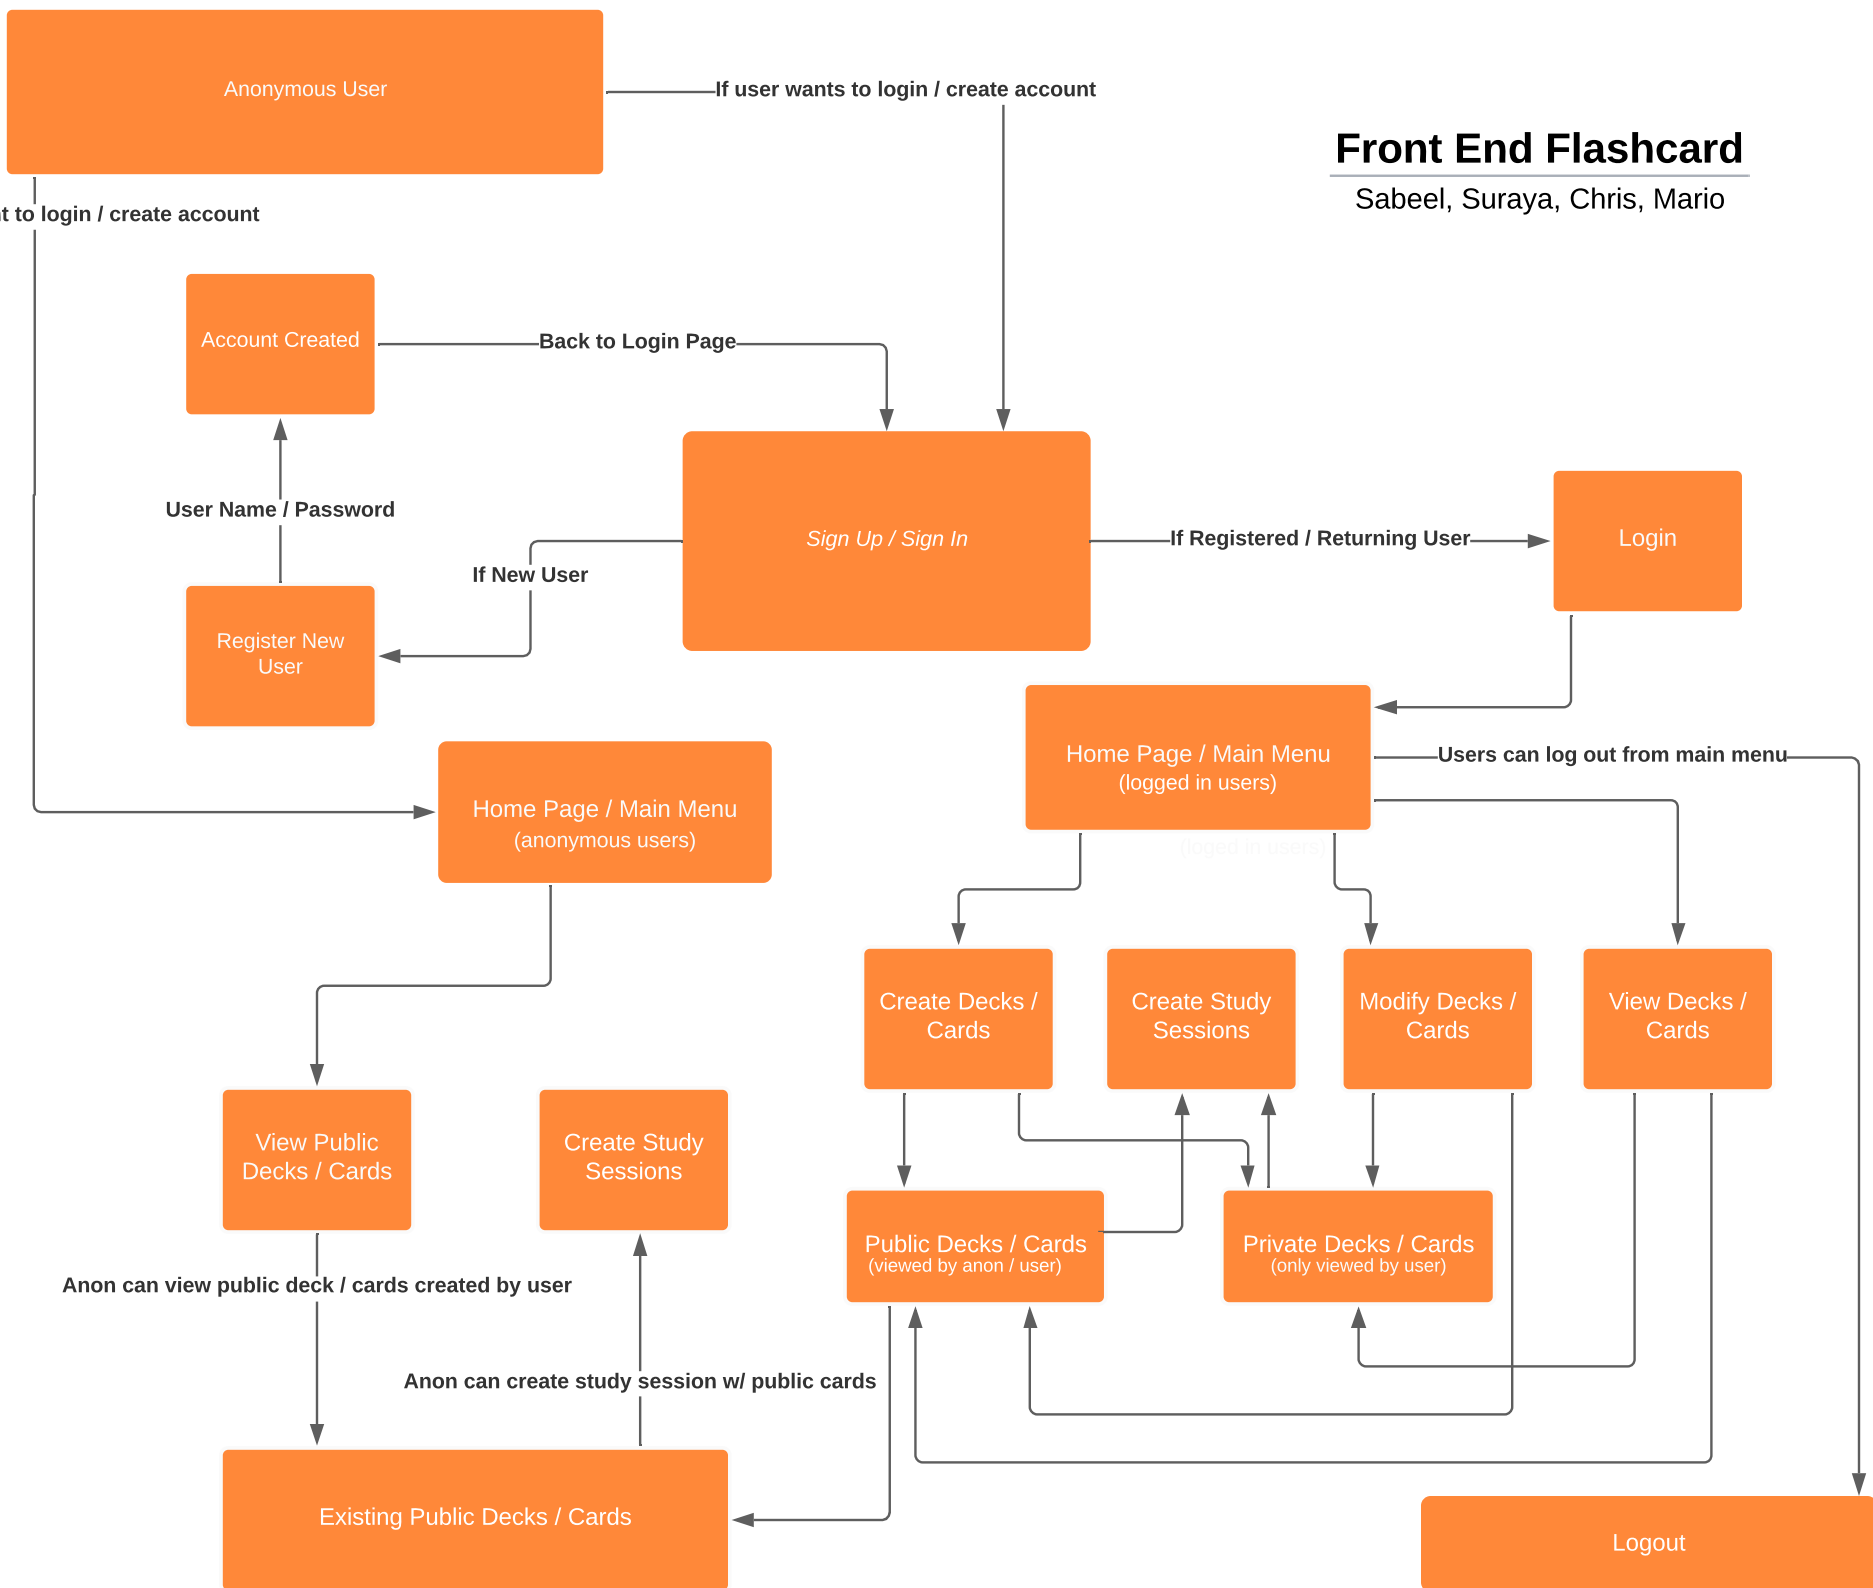 Anonymous User
If user wants to login / create account
Front End Flashcard
Sabeel, Suraya, Chris, Mario
to login / create account
Account Created
Back to Login Page
User Name / Password
Sign Up / Sign In
If Registered / Returning User
Login
If New User
Register New
User
Home Page / Main Menu
(logged in users)
Users can log out from main menu
Home Page / Main Menu
(anonymous users)
(loged in users)
Create Decks /
Cards
Create Study
Sessions
Modify Decks /
Cards
View Decks /
Cards
View Public
Decks / Cards
Create Study
Sessions
Public Decks / Cards
(viewed by anon / user)
Private Decks / Cards
(only viewed by user)
Anon can view public deck / cards created by user
Anon can create study session w/ public cards
Existing Public Decks / Cards
Logout